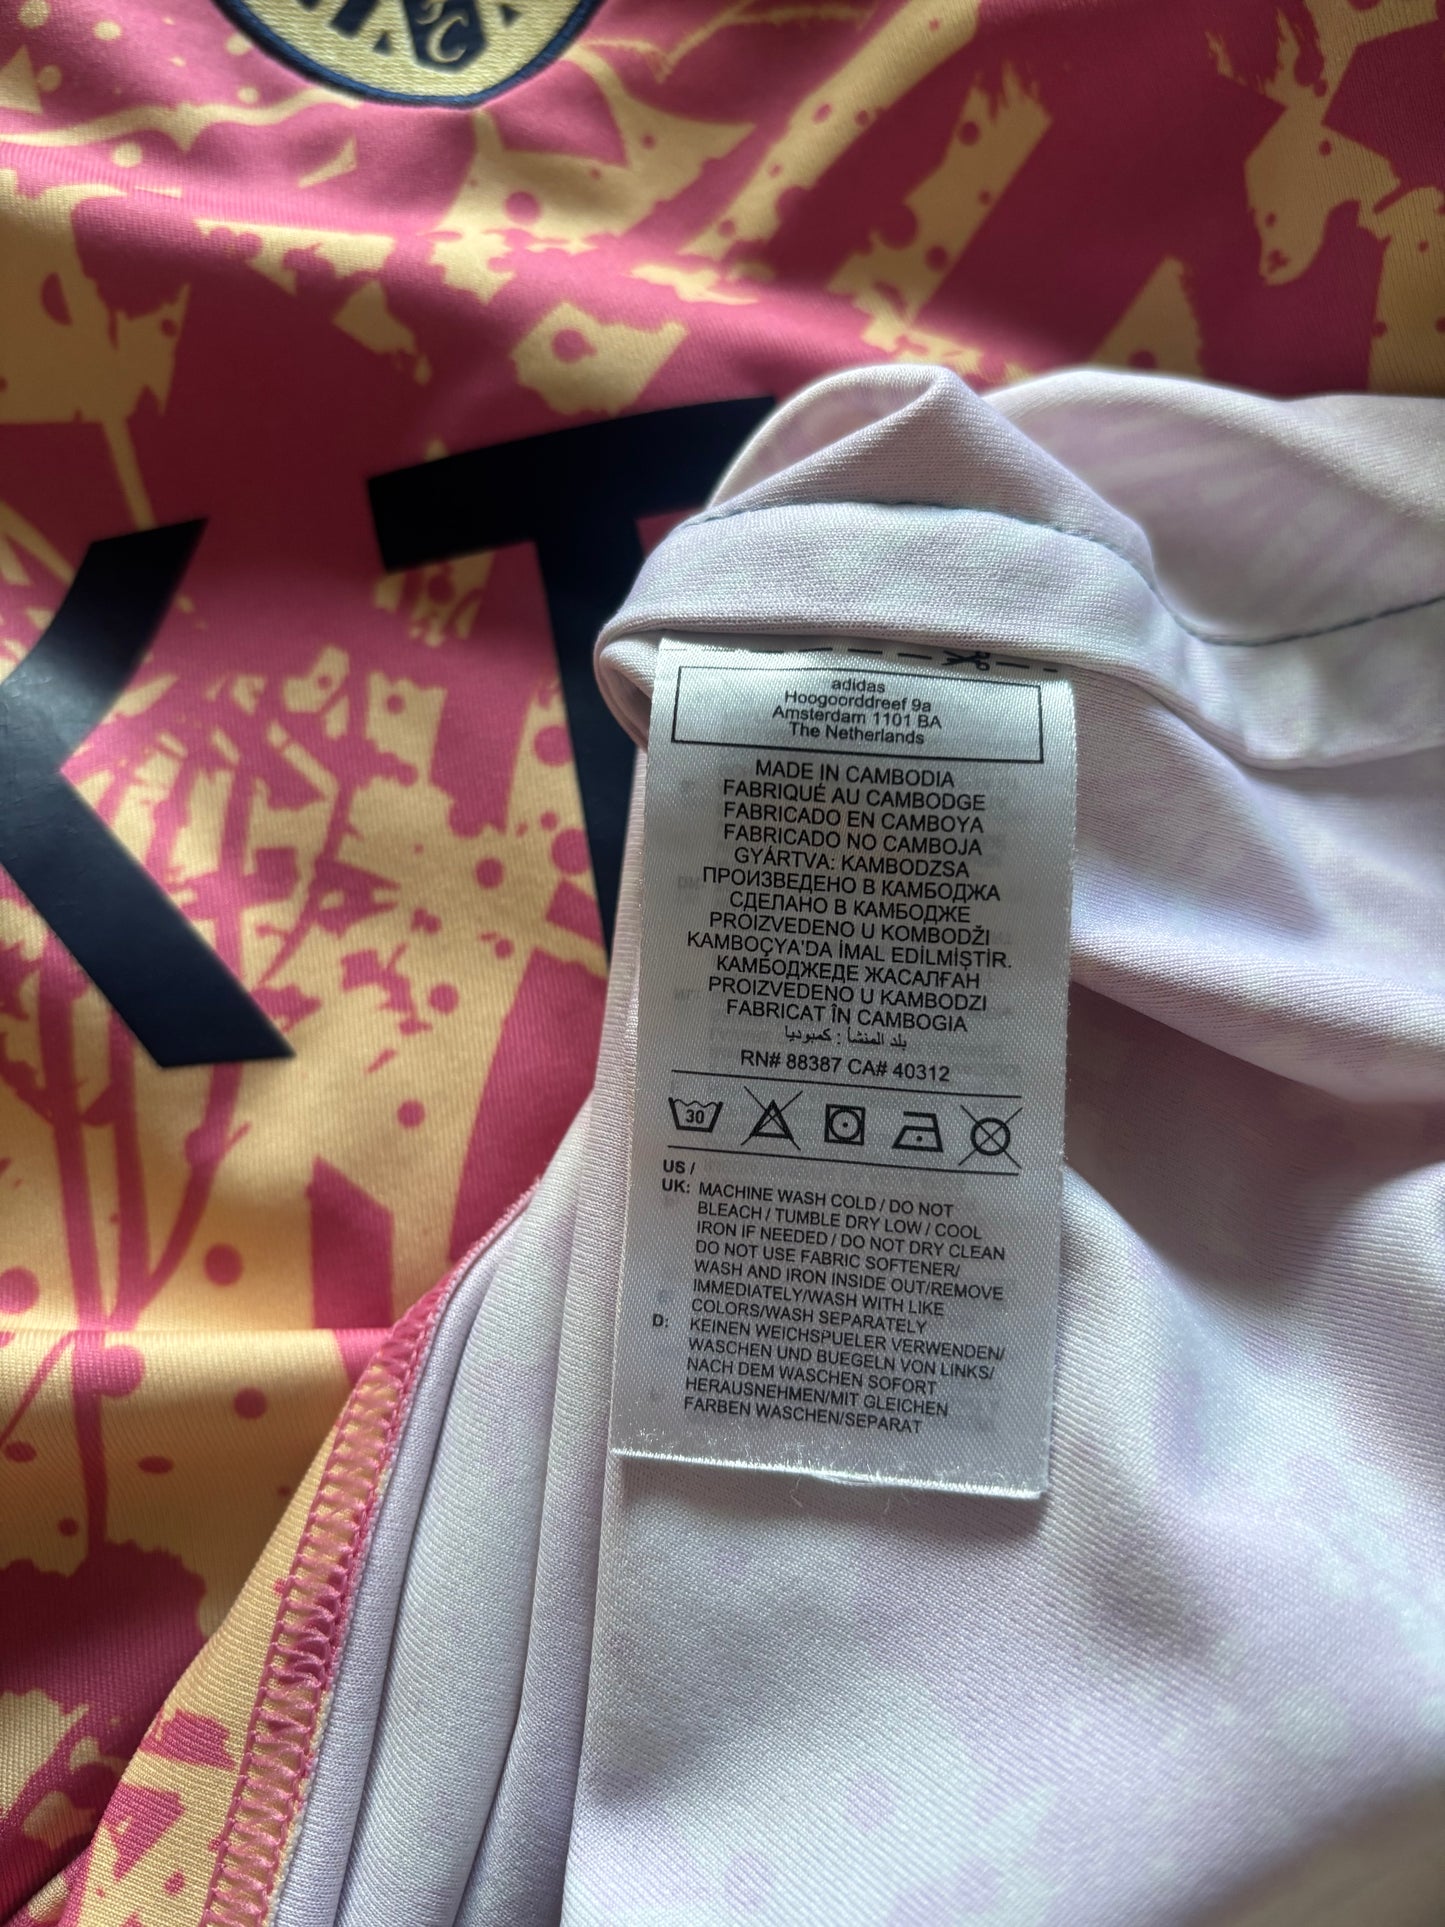 FC
KT
adidas
Hoogoorddreef 9a
Amsterdam 1101 BA
The Netherlands
MADE IN CAMBODIA
FABRIQUÉ AU CAMBODGE
FABRICADO EN CAMBOYA
FABRICADO NO CAMBOJA
GYÁRTVA: KAMBODZSA
ПРОИЗВЕДЕНО В КАМБОДЖА
СДЕЛАНО В КАМБОДЖЕ
PROIZVEDENO U KOMBODŽI
KAMBOÇYA'DA İMAL EDİLMİŞTİR.
КАМБОДЖЕДЕ ЖАСАЛҒАН
PROIZVEDENO U KAMBODZI
FABRICAT ÎN CAMBOGIA
بلد المنشأ : كمبوديا
RN# 88387 CA# 40312
30
US /
UK: MACHINE WASH COLD / DO NOT
BLEACH / TUMBLE DRY LOW / COOL
IRON IF NEEDED / DO NOT DRY CLEAN
DO NOT USE FABRIC SOFTENER/
WASH AND IRON INSIDE OUT/REMOVE
IMMEDIATELY/WASH WITH LIKE
COLORS/WASH SEPARATELY
D: KEINEN WEICHSPUELER VERWENDEN/
WASCHEN UND BUEGELN VON LINKS/
NACH DEM WASCHEN SOFORT
HERAUSNEHMEN/MIT GLEICHEN
FARBEN WASCHEN/SEPARAT